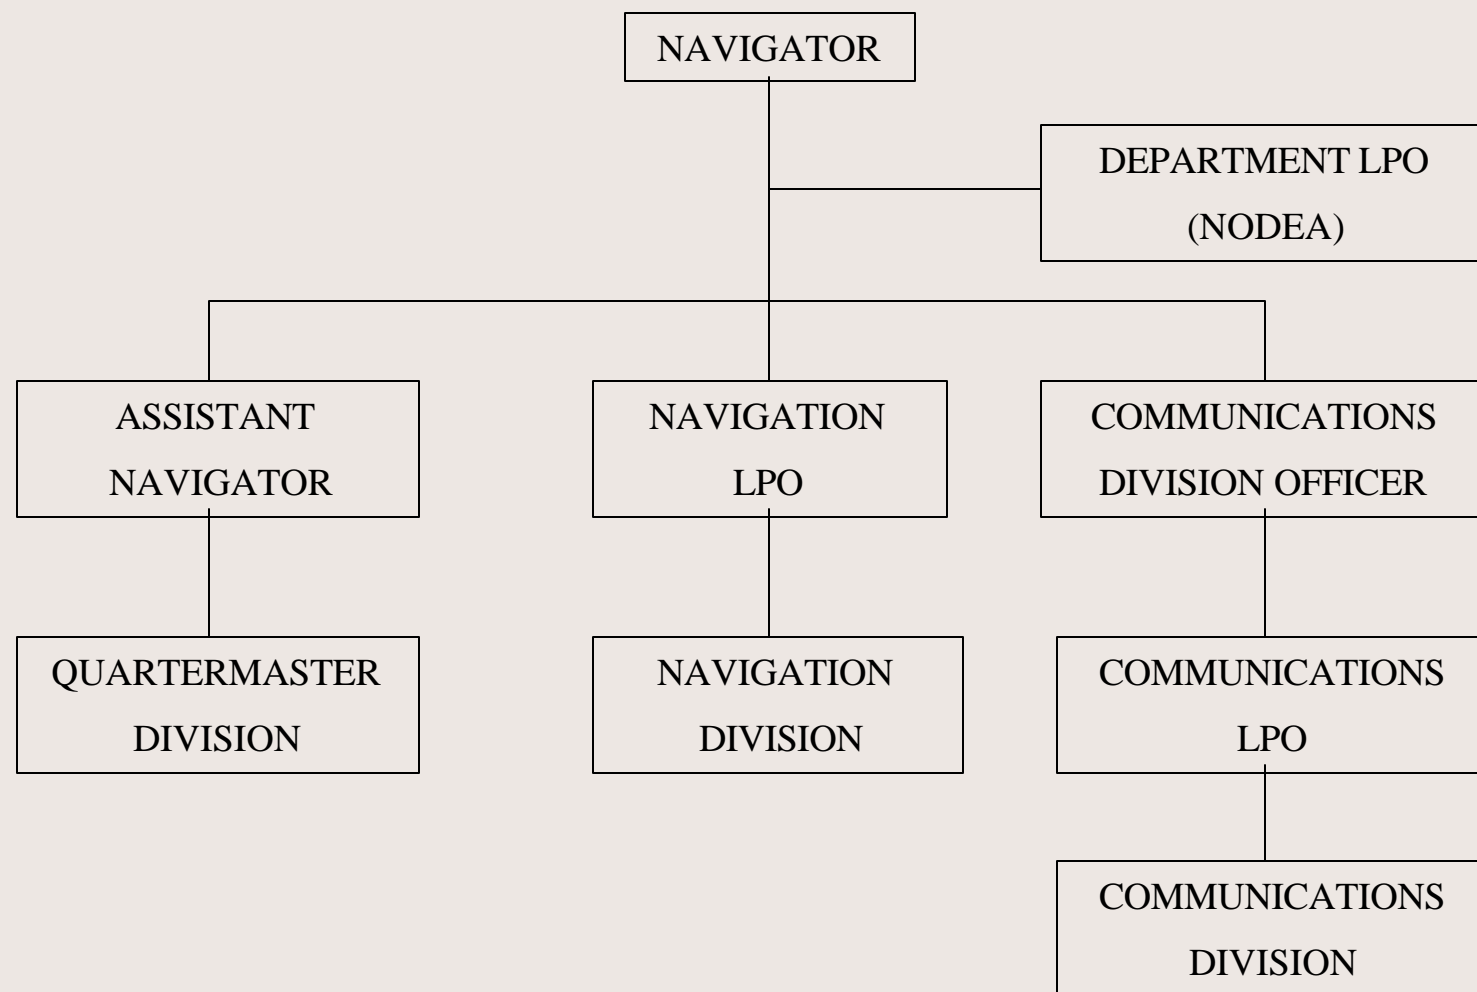 NAVIGATOR
DEPARTMENT LPO
(NODEA)
ASSISTANT
NAVIGATOR
NAVIGATION
LPO
COMMUNICATIONS
DIVISION OFFICER
QUARTERMASTER
DIVISION
NAVIGATION
DIVISION
COMMUNICATIONS
LPO
COMMUNICATIONS
DIVISION